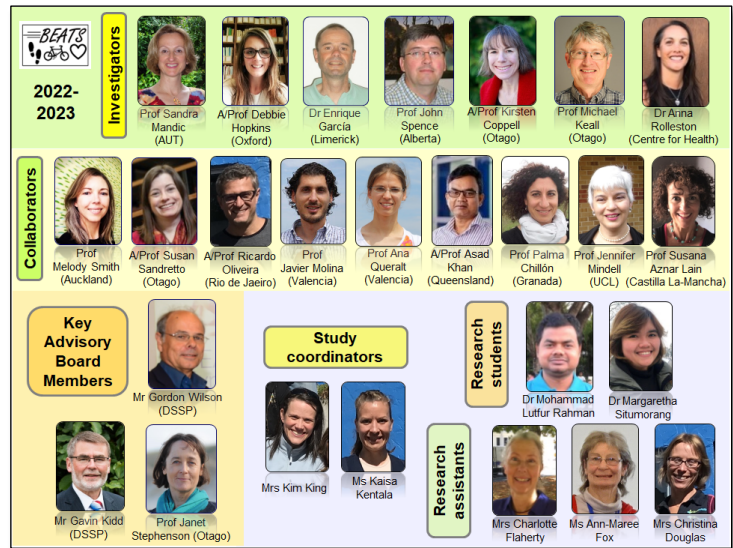 BEATS
2022-
2023
Investigators
Prof Sandra
Mandic
(AUT)
A/Prof Debbie
Hopkins
(Oxford)
Dr Enrique
García
(Limerick)
Prof John
Spence
(Alberta)
A/Prof Kirsten
Coppell
(Otago)
Prof Michael
Keall
(Otago)
Dr Anna
Rolleston
(Centre for Health)
Collaborators
Prof
Melody Smith
(Auckland)
A/Prof Susan
Sandretto
(Otago)
A/Prof Ricardo
Oliveira
(Rio de Jaeiro)
Prof
Javier Molina
(Valencia)
Prof Ana
Queralt
(Valencia)
A/Prof Asad
Khan
(Queensland)
Prof Palma
Chillón
(Granada)
Prof Jennifer
Mindell
(UCL)
Prof Susana
Aznar Lain
(Castilla La-Mancha)
Key
Advisory
Board
Members
Mr Gordon Wilson
(DSSP)
Mr Gavin Kidd
(DSSP)
Prof Janet
Stephenson (Otago)
Study
coordinators
Mrs Kim King
Ms Kaisa
Kentala
Research
students
Dr Mohammad
Lutfur Rahman
Dr Margaretha
Situmorang
Research
assistants
Mrs Charlotte
Flaherty
Ms Ann-Maree
Fox
Mrs Christina
Douglas